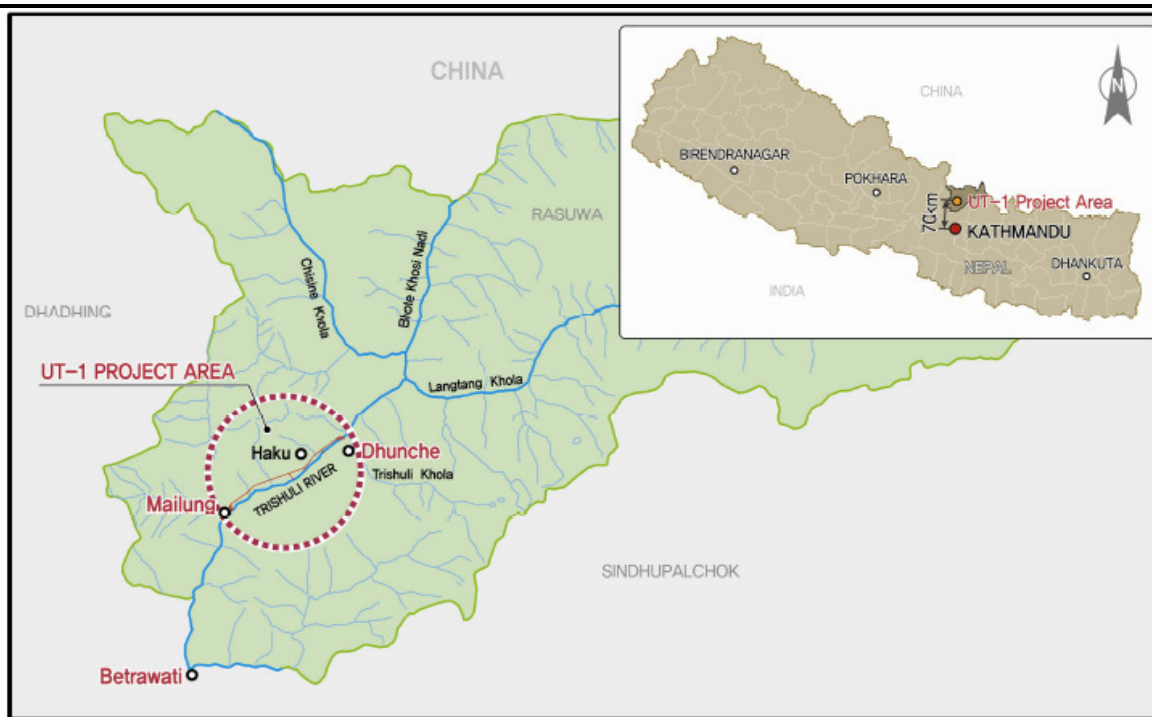 CHINA
RASUWA
DHADHING
Chisine Khola
Bhote Khosi Nadi
Langtang Khola
UT-1 PROJECT AREA
Haku
Dhunche
Trishuli Khola
TRISHULI RIVER
Mailung
SINDHUPALCHOK
Betrawati
N
CHINA
BIRENDRANAGAR
POKHARA
UT-1 Project Area
70km
KATHMANDU
NEPAL
DHANKUTA
INDIA